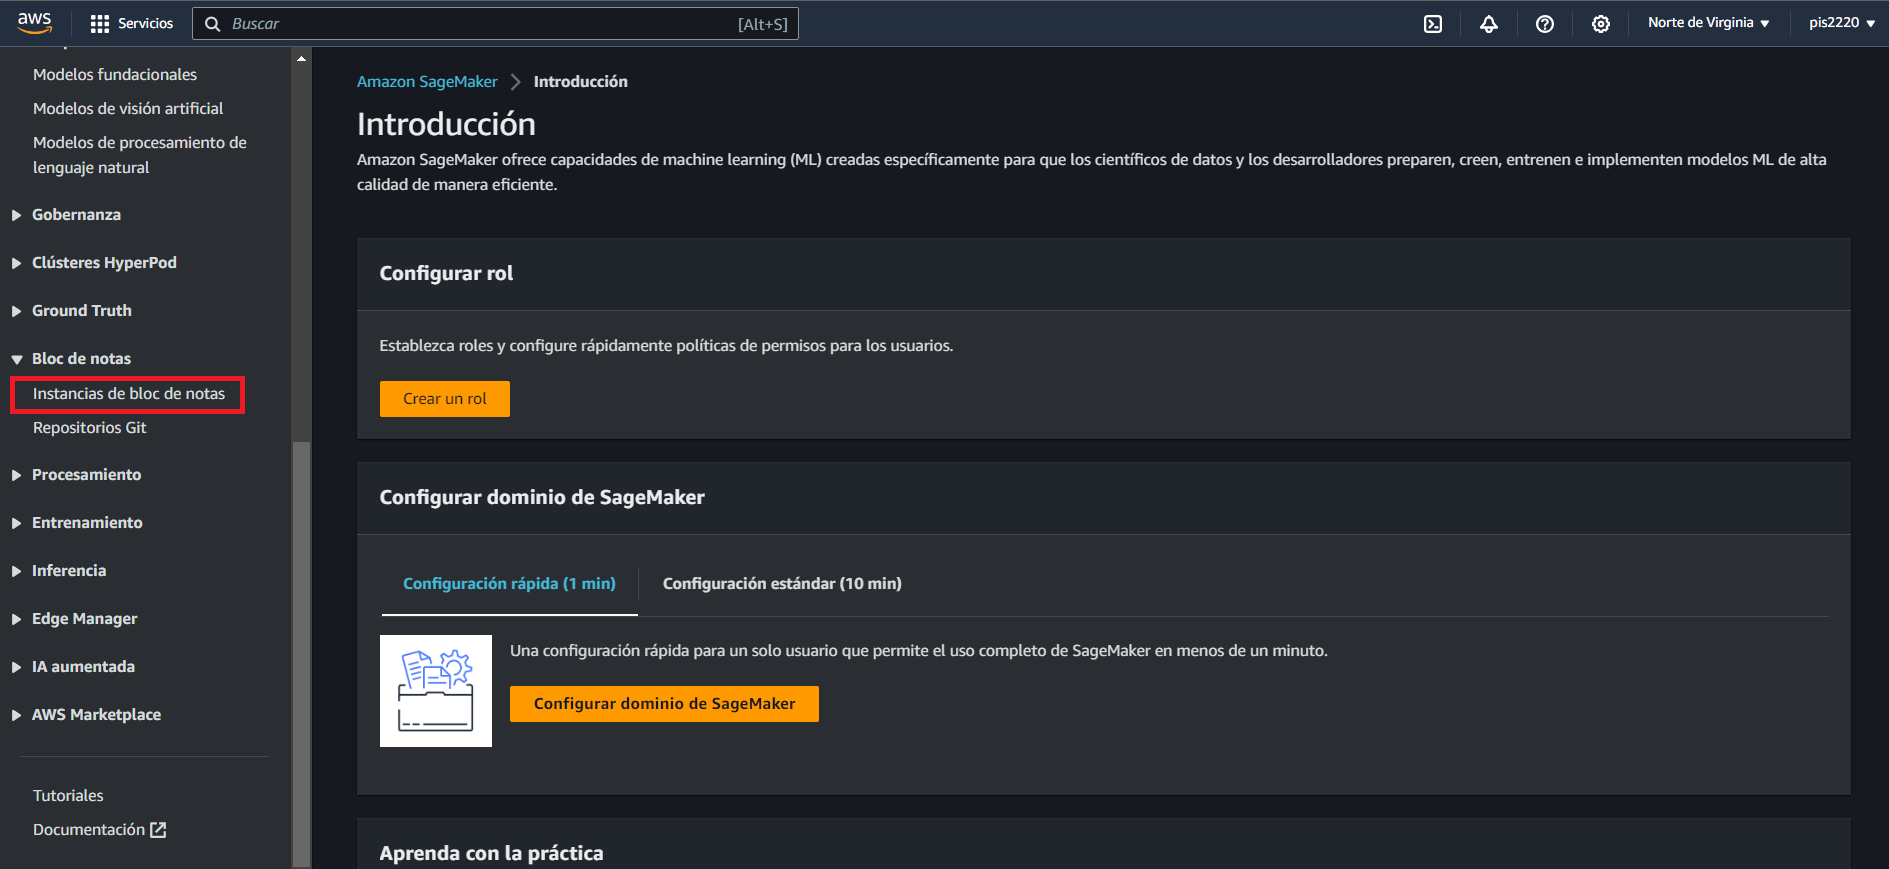 aws
Servicios
Buscar
[Alt+S]
Norte de Virginia
pis2220
Modelos fundacionales
Modelos de visión artificial
Modelos de procesamiento de
lenguaje natural
Gobernanza
Clústeres HyperPod
Ground Truth
Bloc de notas
Instancias de bloc de notas
Repositorios Git
Procesamiento
Entrenamiento
Inferencia
Edge Manager
IA aumentada
AWS Marketplace
Tutoriales
Documentación
Amazon SageMaker
Introducción
Introducción
Amazon SageMaker ofrece capacidades de machine learning (ML) creadas específicamente para que los científicos de datos y los desarrolladores preparen, creen, entrenen e implementen modelos ML de alta
calidad de manera eficiente.
Configurar rol
Establezca roles y configure rápidamente políticas de permisos para los usuarios.
Crear un rol
Configurar dominio de SageMaker
Configuración rápida (1 min)
Configuración estándar (10 min)
Una configuración rápida para un solo usuario que permite el uso completo de SageMaker en menos de un minuto.
Configurar dominio de SageMaker
Aprenda con la práctica